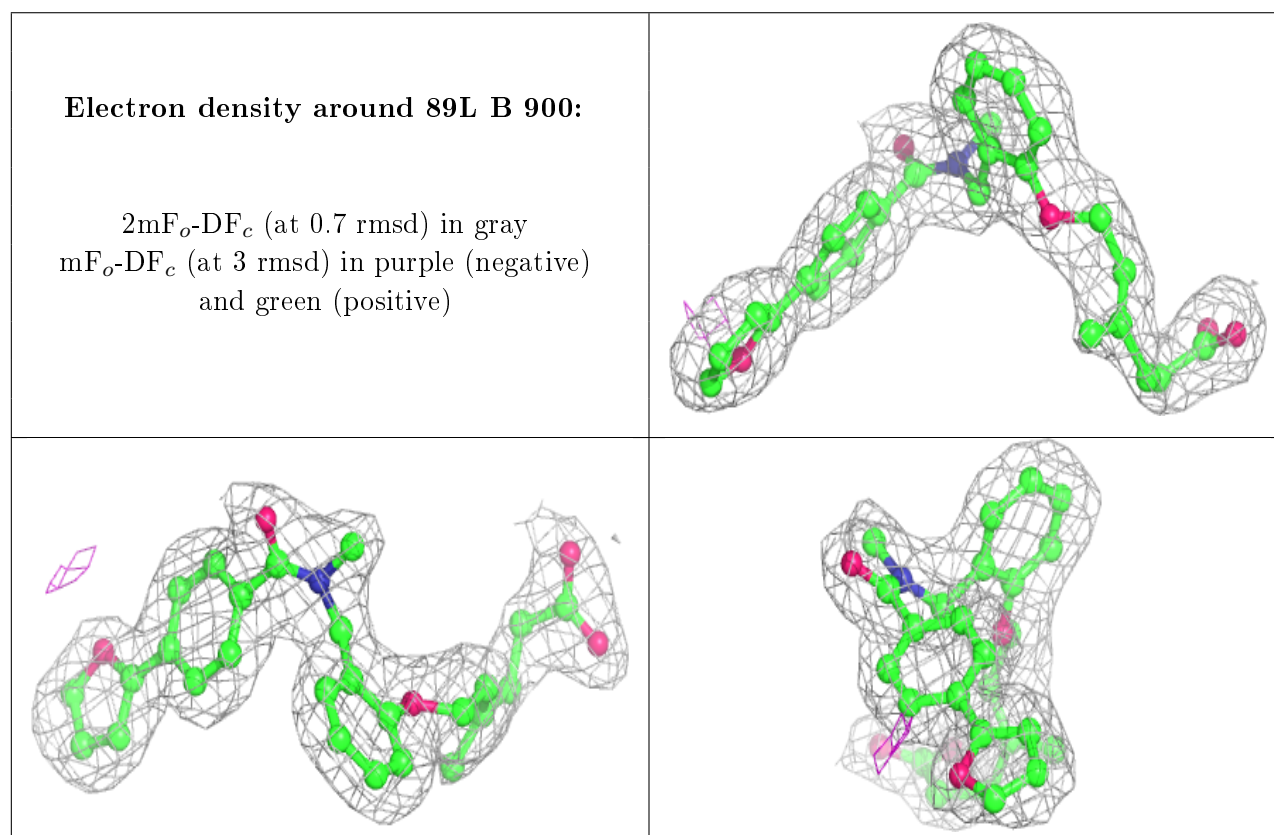 Electron density around 89L B 900:
2mFₒ-DF𝒸 (at 0.7 rmsd) in gray
mFₒ-DF𝒸 (at 3 rmsd) in purple (negative)
and green (positive)